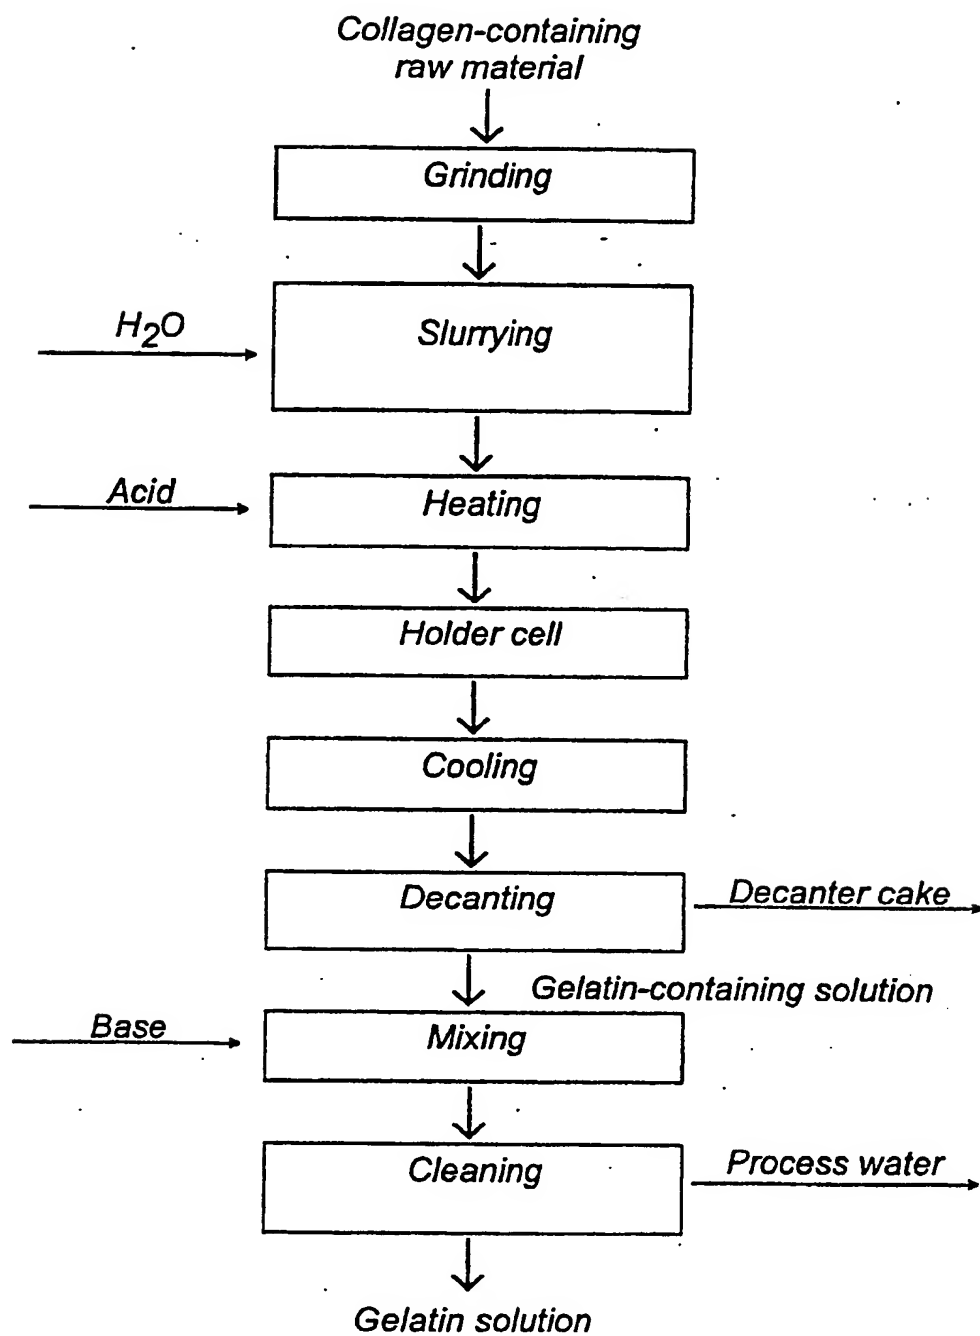 Collagen-containing
raw material
Grinding
H₂O
Slurrying
Acid
Heating
Holder cell
Cooling
Decanting
Decanter cake
Gelatin-containing solution
Base
Mixing
Cleaning
Process water
Gelatin solution